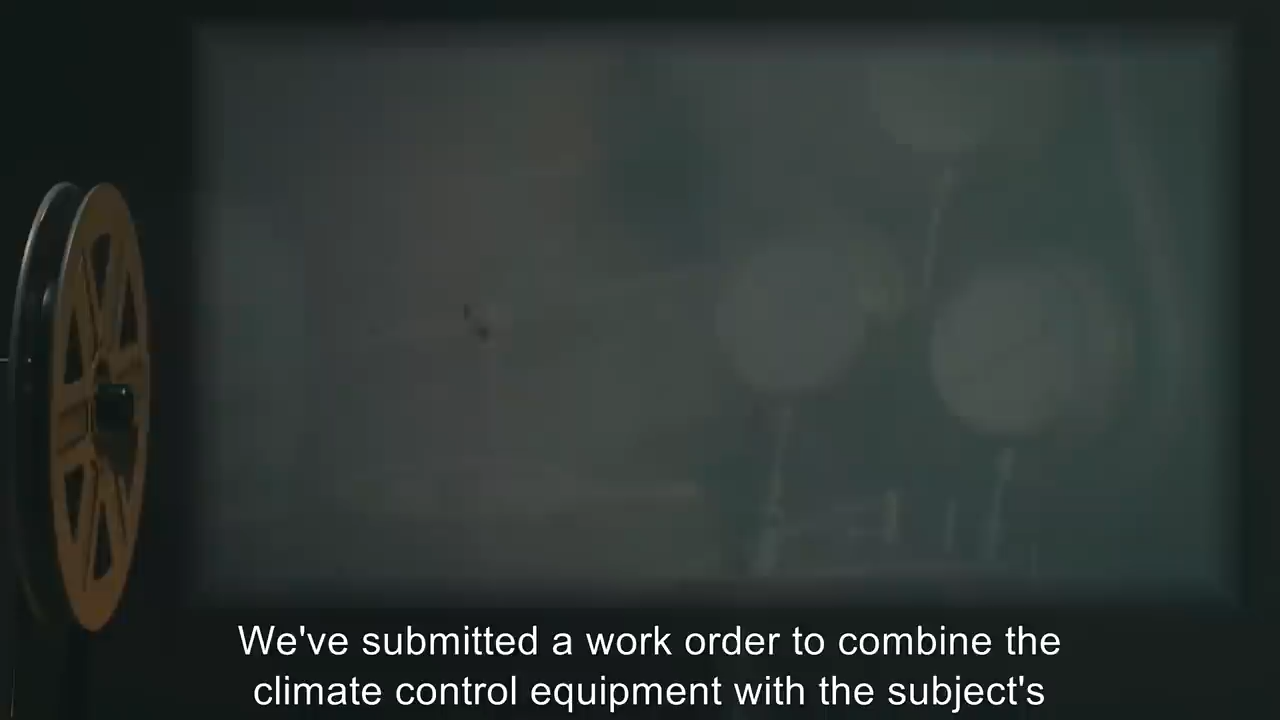 We've submitted a work order to combine the
climate control equipment with the subject's